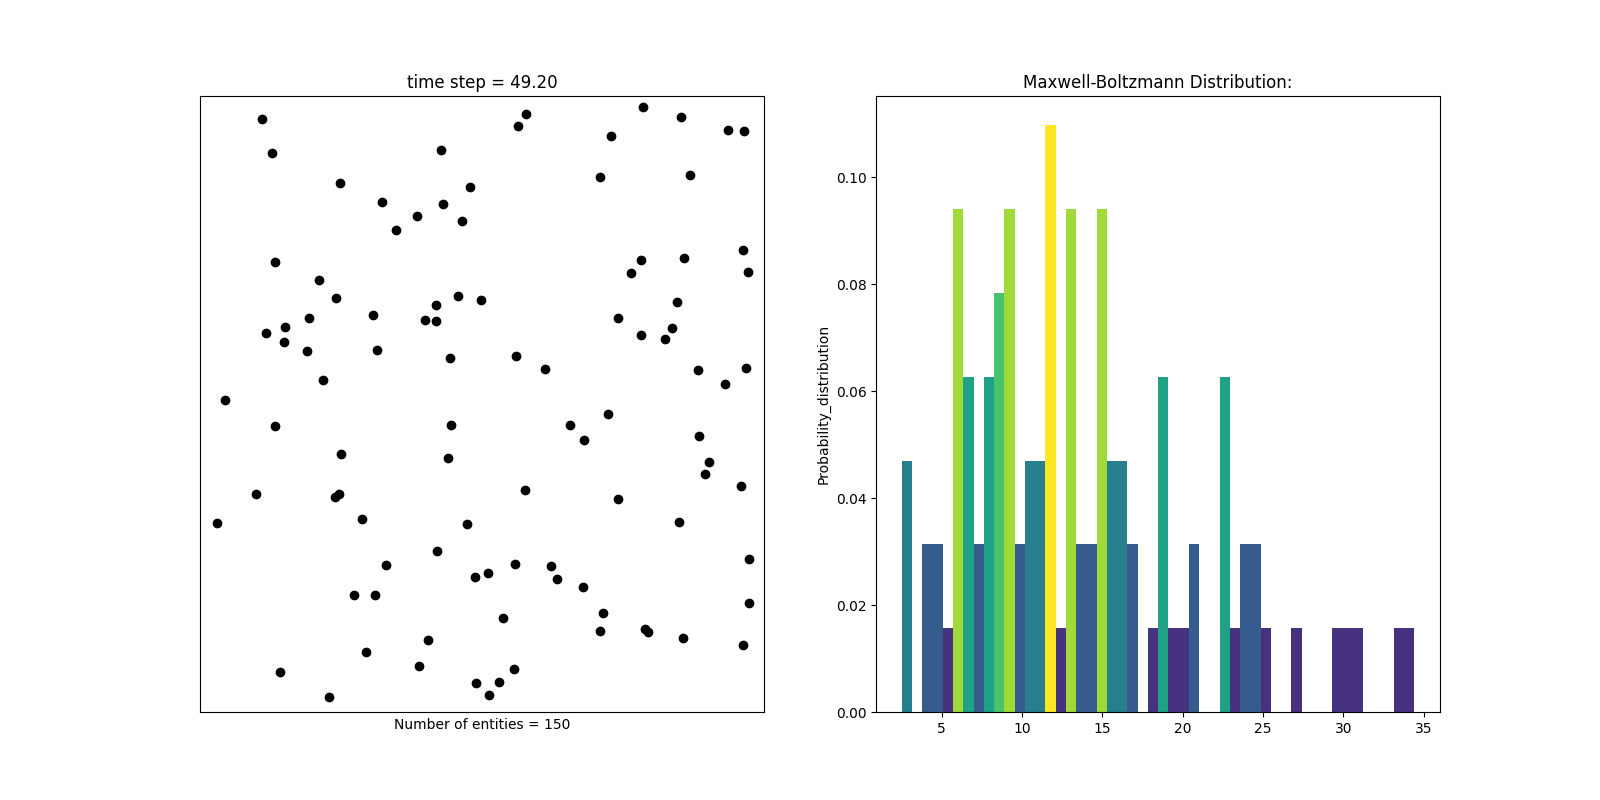 time step = 49.20
Number of entities = 150
Maxwell-Boltzmann Distribution:
Probability_distribution
0.10
0.08
0.06
0.04
0.02
0.00
5 10 15 20 25 30 35